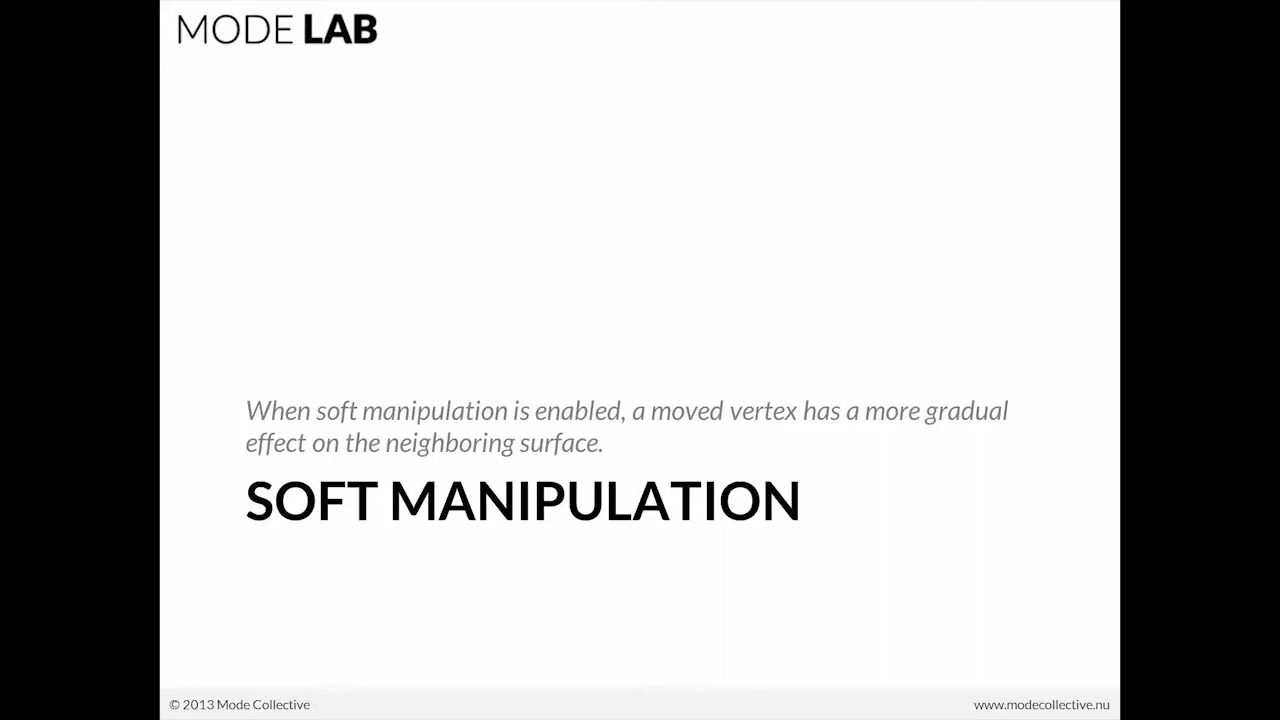 MODE LAB
When soft manipulation is enabled, a moved vertex has a more gradual
effect on the neighboring surface.
SOFT MANIPULATION
© 2013 Mode Collective
www.modecollective.nu